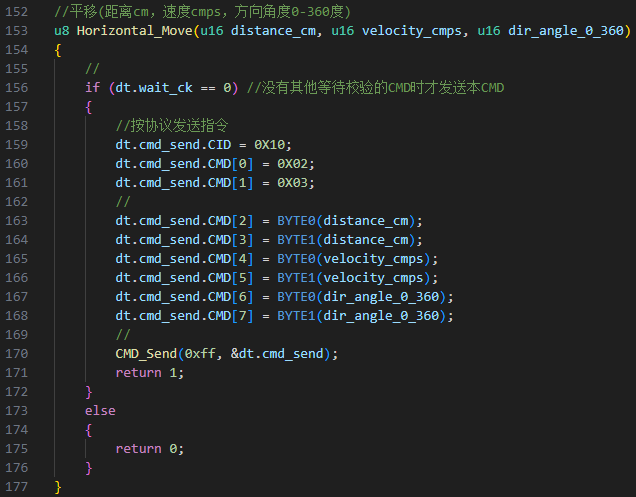 152 //平移(距离cm，速度cmps，方向角度0-360度)
153 u8 Horizontal_Move(u16 distance_cm, u16 velocity_cmps, u16 dir_angle_0_360)
154 {
155     //
156     if (dt.wait_ck == 0) //没有其他等待校验的CMD时才发送本CMD
157     {
158         //按协议发送指令
159         dt.cmd_send.CID = 0X10;
160         dt.cmd_send.CMD[0] = 0X02;
161         dt.cmd_send.CMD[1] = 0X03;
162         //
163         dt.cmd_send.CMD[2] = BYTE0(distance_cm);
164         dt.cmd_send.CMD[3] = BYTE1(distance_cm);
165         dt.cmd_send.CMD[4] = BYTE0(velocity_cmps);
166         dt.cmd_send.CMD[5] = BYTE1(velocity_cmps);
167         dt.cmd_send.CMD[6] = BYTE0(dir_angle_0_360);
168         dt.cmd_send.CMD[7] = BYTE1(dir_angle_0_360);
169         //
170         CMD_Send(0xff, &dt.cmd_send);
171         return 1;
172     }
173     else
174     {
175         return 0;
176     }
177 }